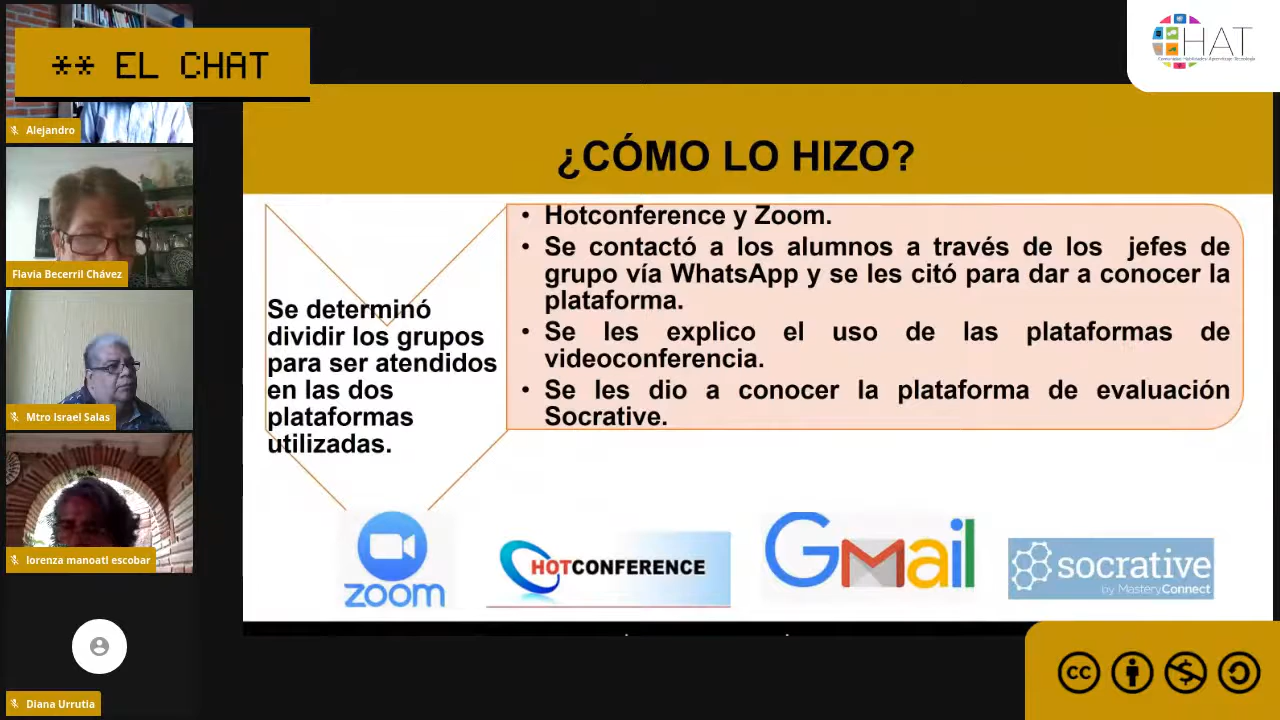 ** EL CHAT
HAT
Alejandro
Flavia Becerril Chávez
Mtro Israel Salas
lorenza manoatl escobar
Diana Urrutia
¿CÓMO LO HIZO?
Se determinó
dividir los grupos
para ser atendidos
en las dos
plataformas
utilizadas.
• Hotconference y Zoom.
• Se contactó a los alumnos a través de los jefes de
grupo vía WhatsApp y se les citó para dar a conocer la
plataforma.
• Se les explico el uso de las plataformas de
videoconferencia.
• Se les dio a conocer la plataforma de evaluación
Socrative.
zoom
HOTCONFERENCE
GMail
socrative
by MasteryConnect
cc